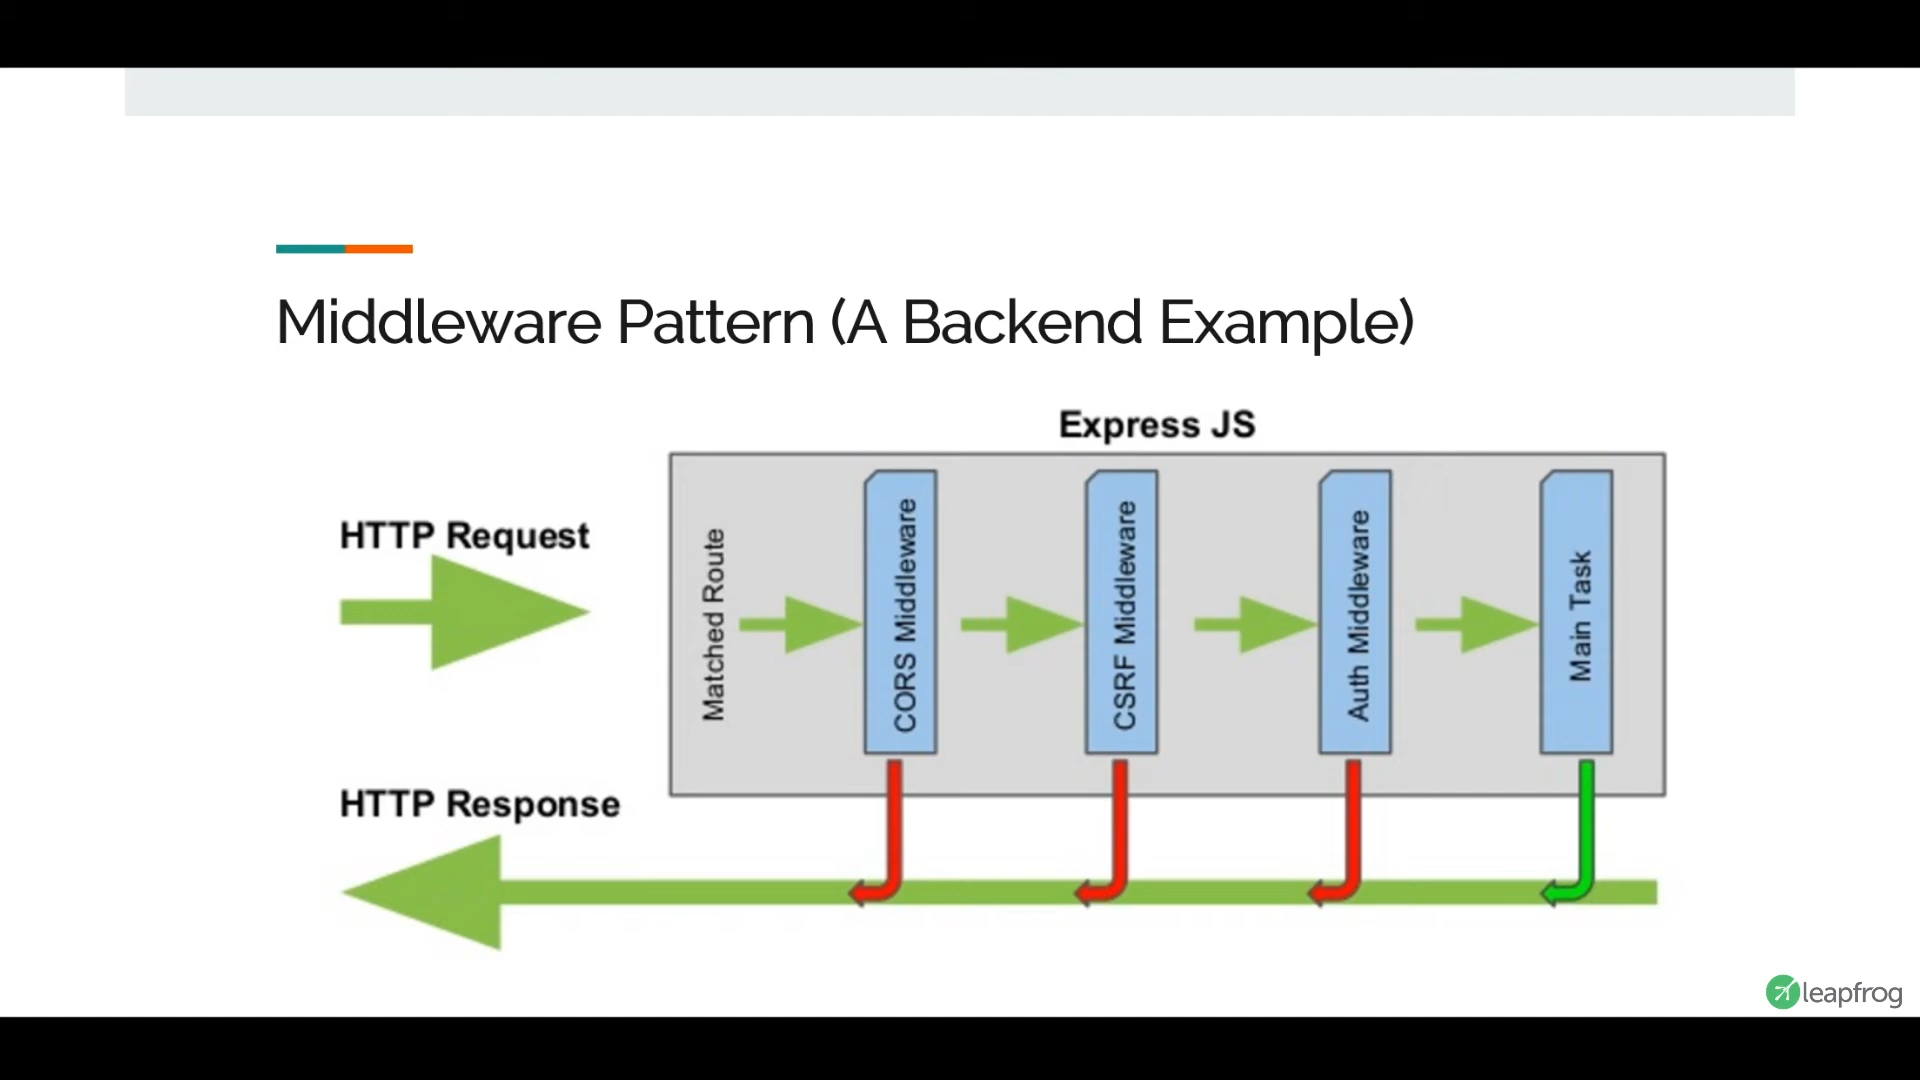 Middleware Pattern (A Backend Example)
Express JS
HTTP Request
Matched Route
CORS Middleware
CSRF Middleware
Auth Middleware
Main Task
HTTP Response
leapfrog